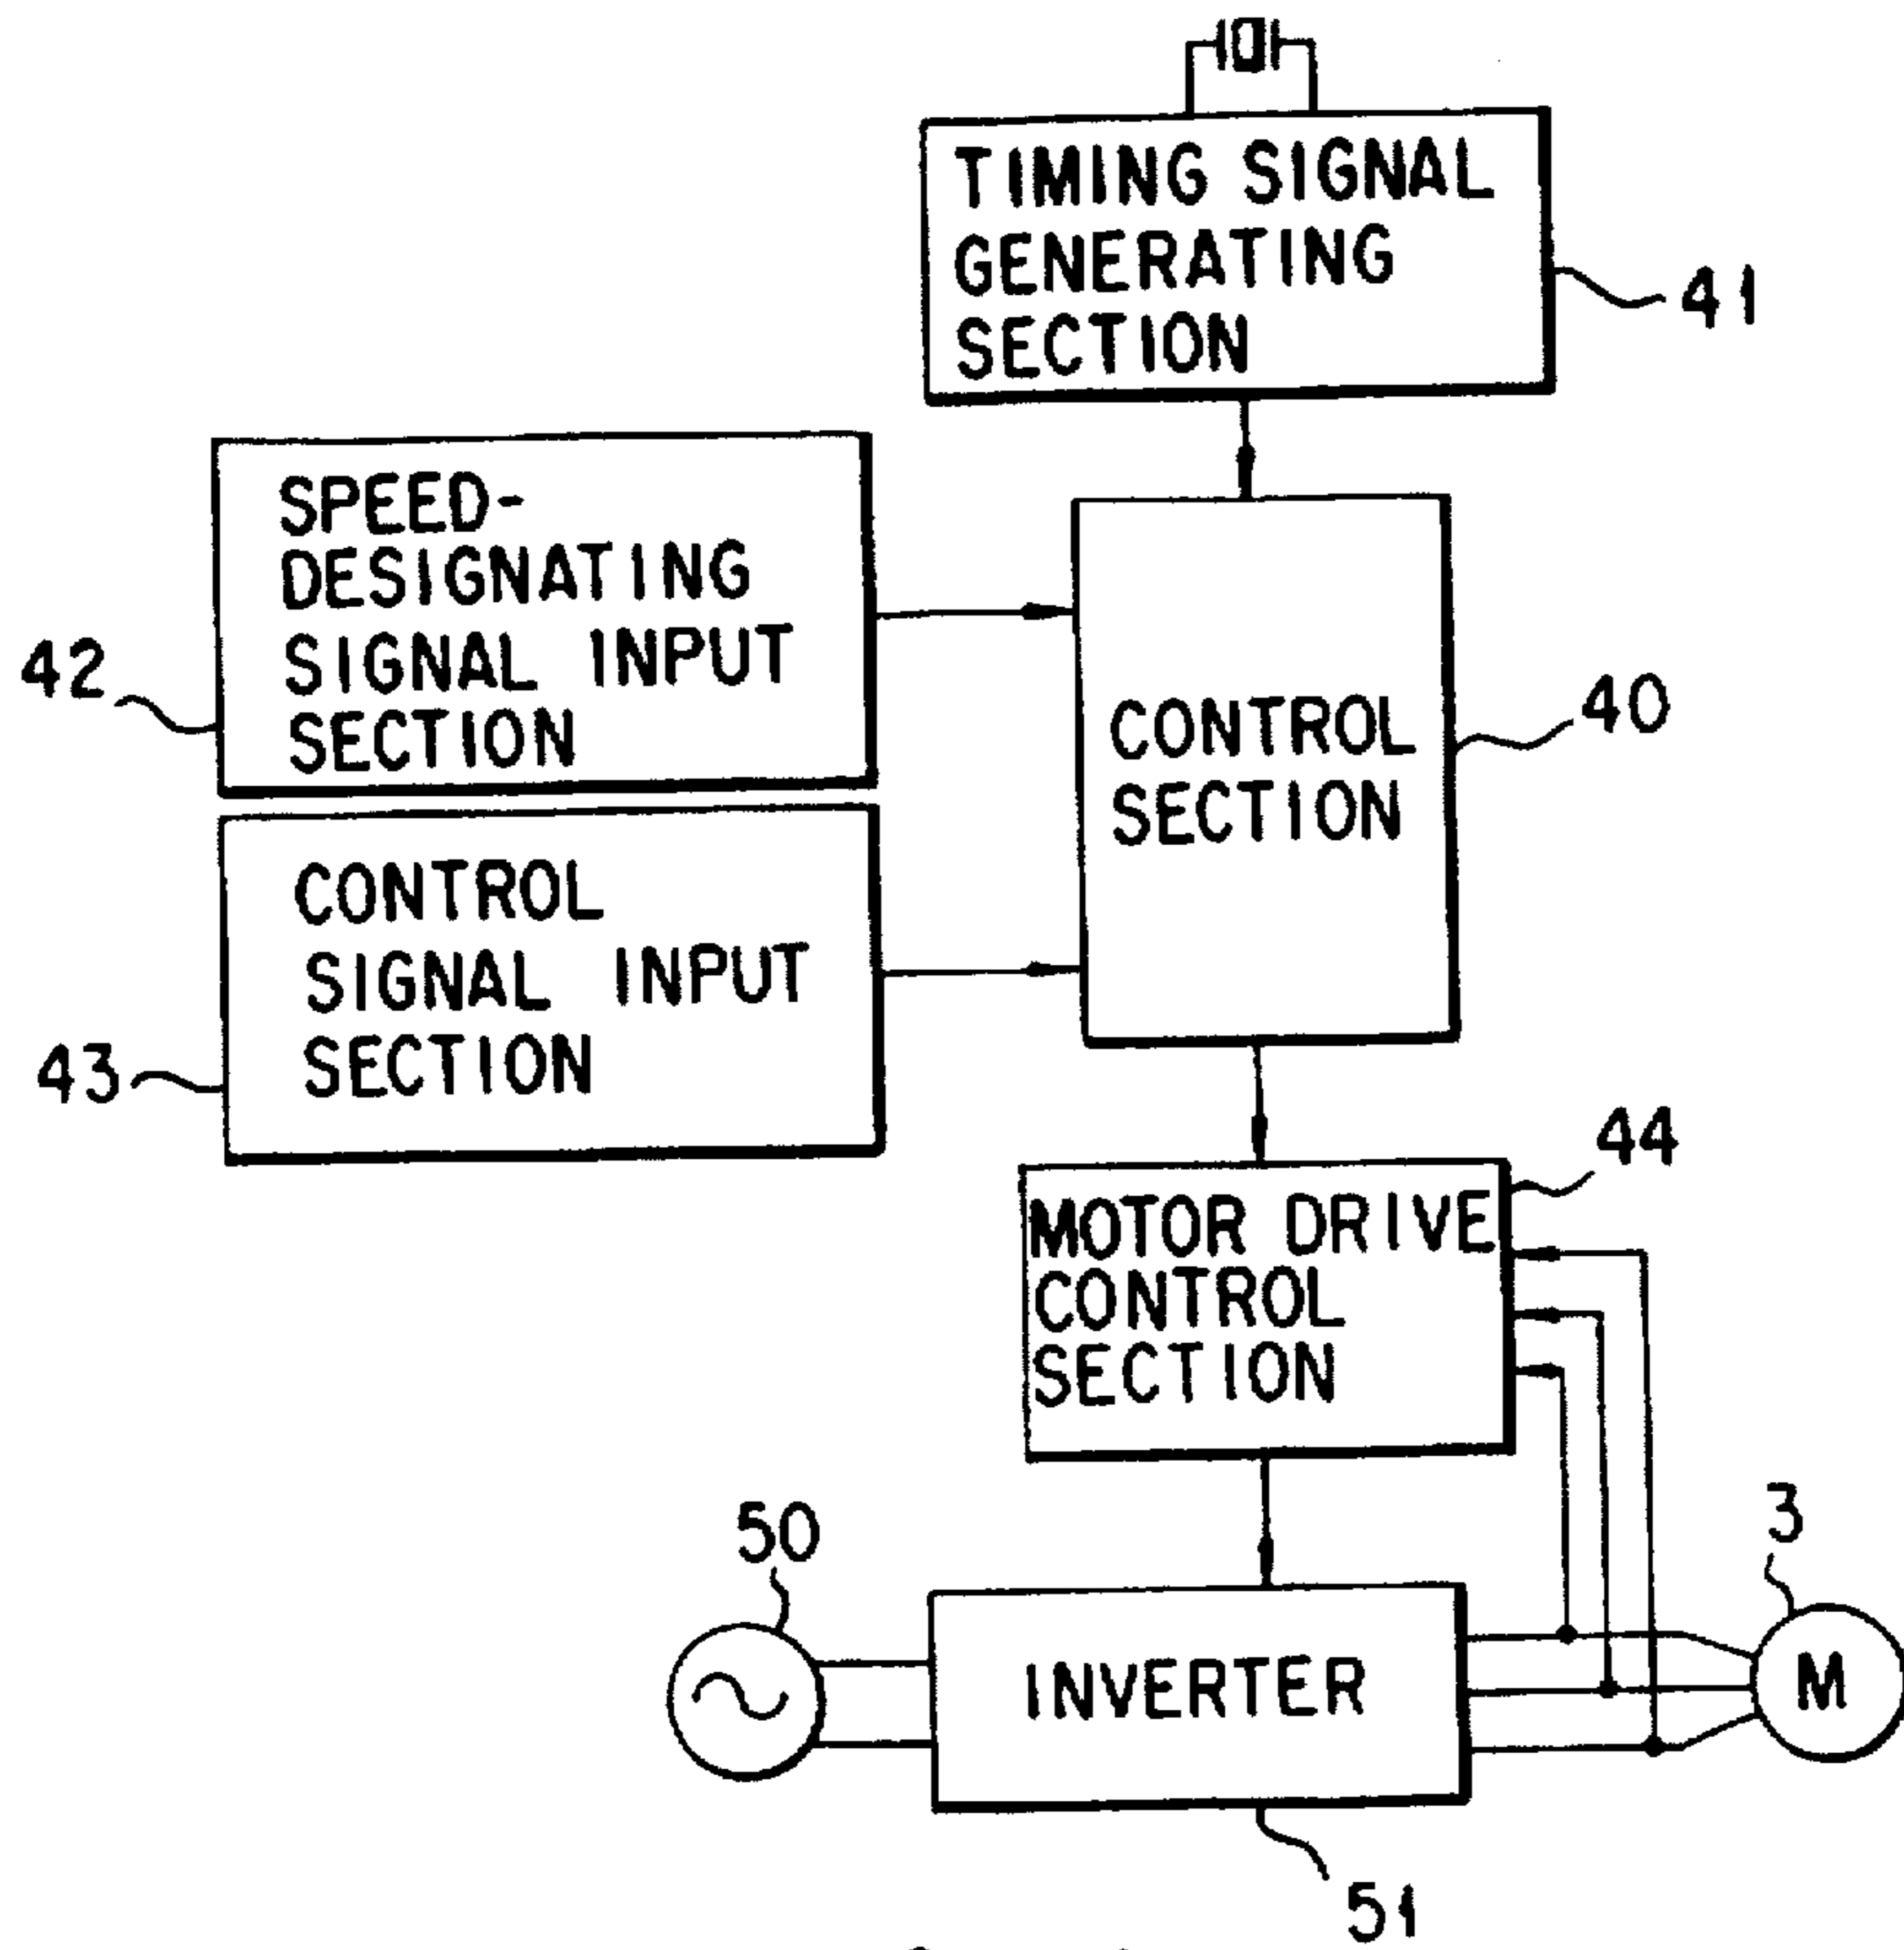 TIMING SIGNAL
GENERATING
SECTION
41
SPEED-
DESIGNATING
SIGNAL INPUT
SECTION
42
CONTROL
SECTION
40
CONTROL
SIGNAL INPUT
SECTION
43
44
MOTOR DRIVE
CONTROL
SECTION
50
3
INVERTER
M
51